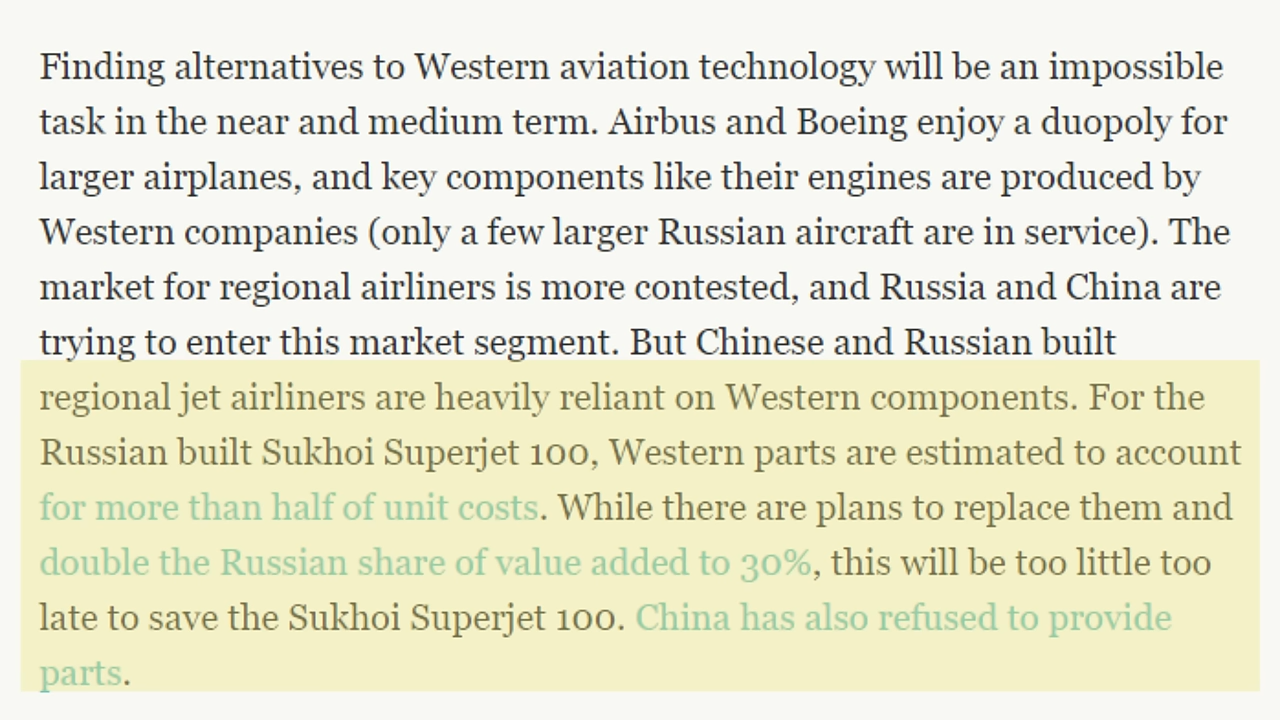 Finding alternatives to Western aviation technology will be an impossible
task in the near and medium term. Airbus and Boeing enjoy a duopoly for
larger airplanes, and key components like their engines are produced by
Western companies (only a few larger Russian aircraft are in service). The
market for regional airliners is more contested, and Russia and China are
trying to enter this market segment. But Chinese and Russian built
regional jet airliners are heavily reliant on Western components. For the
Russian built Sukhoi Superjet 100, Western parts are estimated to account
for more than half of unit costs. While there are plans to replace them and
double the Russian share of value added to 30%, this will be too little too
late to save the Sukhoi Superjet 100. China has also refused to provide
parts.